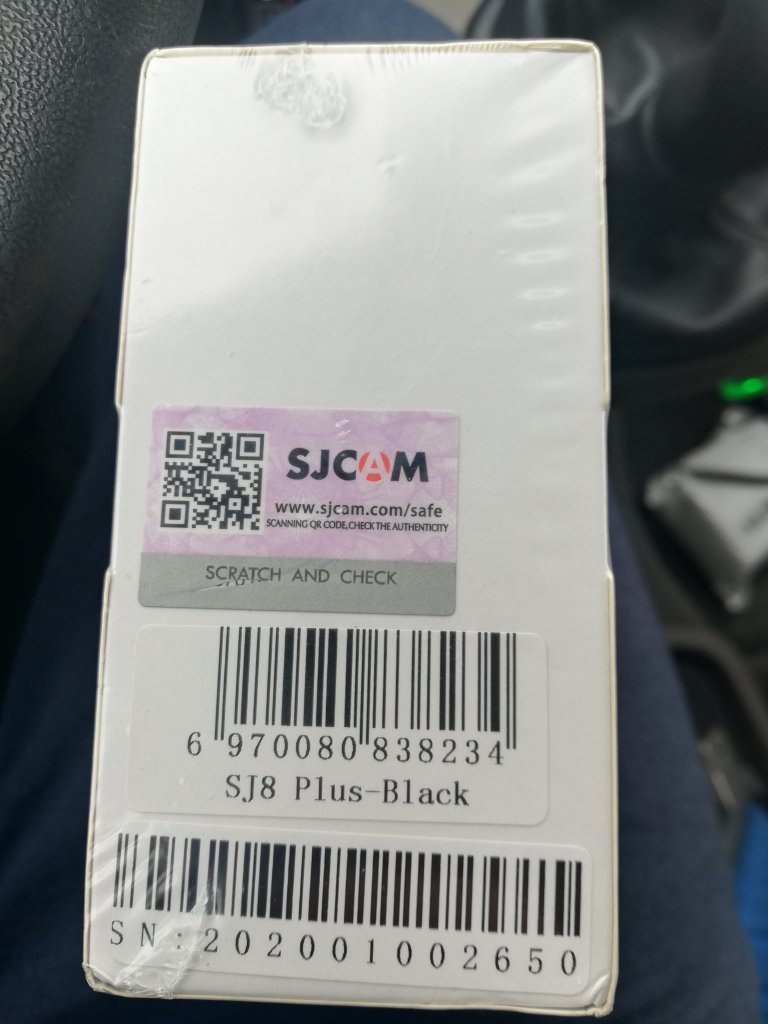 SJCAM
www.sjcam.com/safe
SCANNING QR CODE,CHECK THE AUTHENTICITY
SCRATCH AND CHECK
6 970080 838234
SJ8 Plus-Black
SN:202001002650